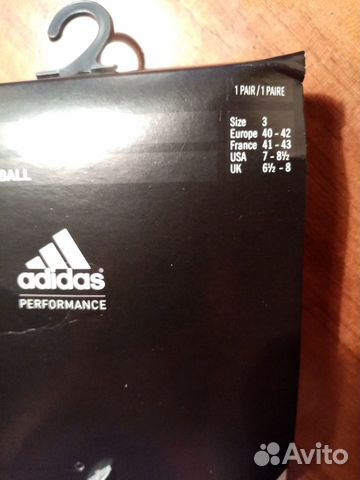 1 PAIR / 1 PAIRE
Size 3
Europe 40 - 42
France 41 - 43
USA 7 - 8½
UK 6½ - 8
BALL
adidas®
PERFORMANCE
Avito